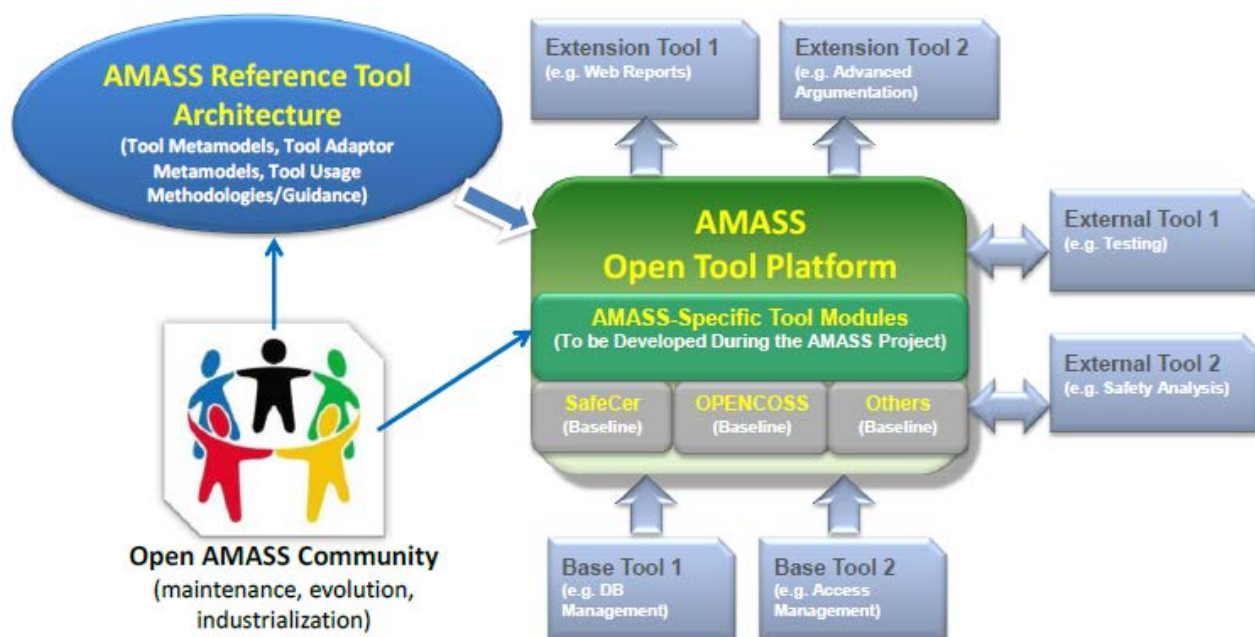 AMASS Reference Tool
Architecture
(Tool Metamodels, Tool Adaptor
Metamodels, Tool Usage
Methodologies/Guidance)
Extension Tool 1
(e.g. Web Reports)
Extension Tool 2
(e.g. Advanced
Argumentation)
AMASS
Open Tool Platform
AMASS-Specific Tool Modules
(To be Developed During the AMASS Project)
SafeCer
(Baseline)
OPENCOSS
(Baseline)
Others
(Baseline)
External Tool 1
(e.g. Testing)
External Tool 2
(e.g. Safety Analysis)
Open AMASS Community
(maintenance, evolution,
industrialization)
Base Tool 1
(e.g. DB
Management)
Base Tool 2
(e.g. Access
Management)